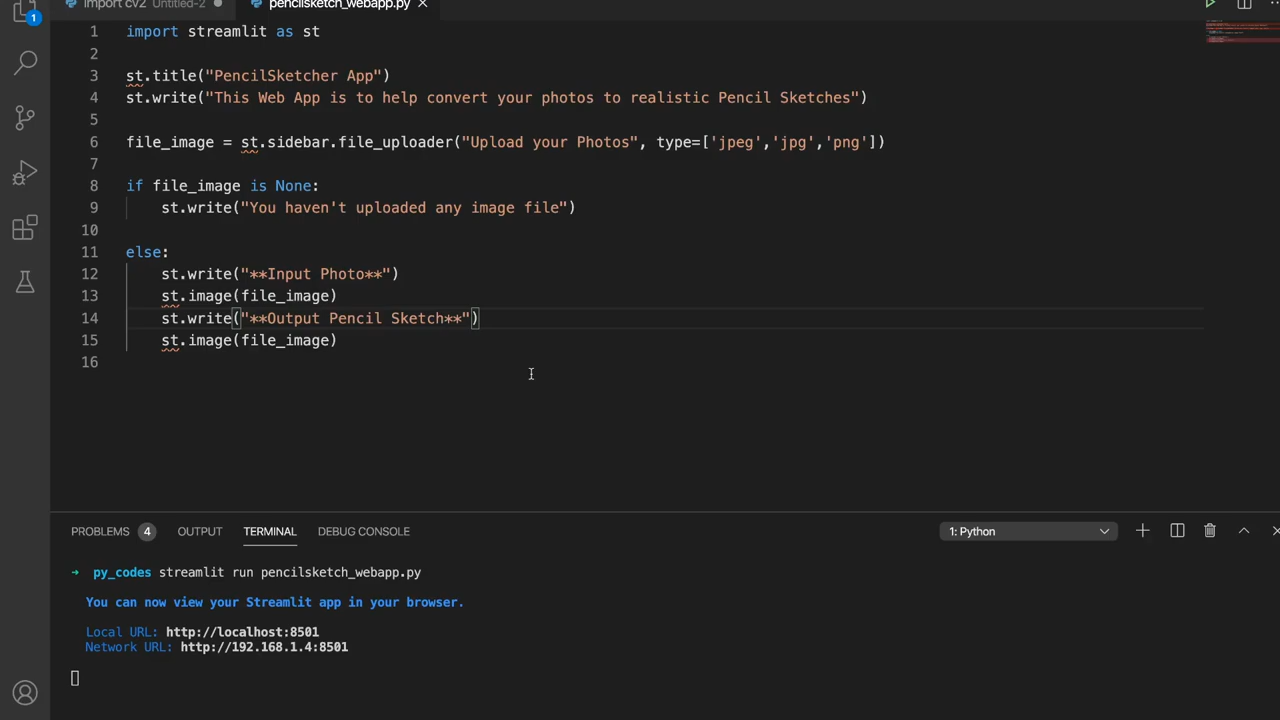 import cv2 Untitled-2
pencilsketch_webapp.py
1
1 import streamlit as st
2
3 st.title("PencilSketcher App")
4 st.write("This Web App is to help convert your photos to realistic Pencil Sketches")
5
6 file_image = st.sidebar.file_uploader("Upload your Photos", type=['jpeg','jpg','png'])
7
8 if file_image is None:
9 st.write("You haven't uploaded any image file")
10
11 else:
12 st.write("**Input Photo**")
13 st.image(file_image)
14 st.write("**Output Pencil Sketch**")
15 st.image(file_image)
16
PROBLEMS 4 OUTPUT TERMINAL DEBUG CONSOLE 1: Python
→ py_codes streamlit run pencilsketch_webapp.py
You can now view your Streamlit app in your browser.
Local URL: http://localhost:8501
Network URL: http://192.168.1.4:8501